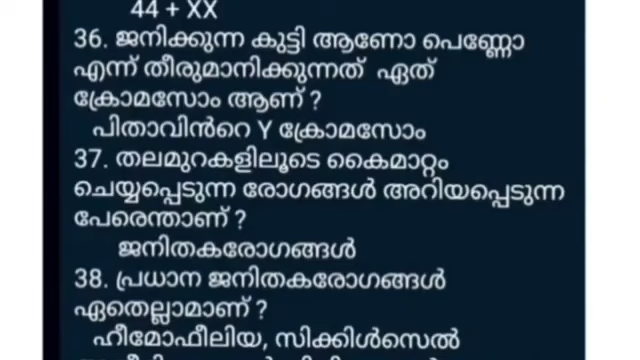 44 + XX
36. ജനിക്കുന്ന കുട്ടി ആണോ പെണ്ണോ
എന്ന് തീരുമാനിക്കുന്നത് ഏത്
ക്രോമസോം ആണ് ?
പിതാവിൻറെ Y ക്രോമസോം
37. തലമുറകളിലൂടെ കൈമാറ്റം
ചെയ്യപ്പെടുന്ന രോഗങ്ങൾ അറിയപ്പെടുന്ന
പേരെന്താണ് ?
ജനിതകരോഗങ്ങൾ
38. പ്രധാന ജനിതകരോഗങ്ങൾ
ഏതെല്ലാമാണ് ?
ഹീമോഫീലിയ, സിക്കിൾസെൽ